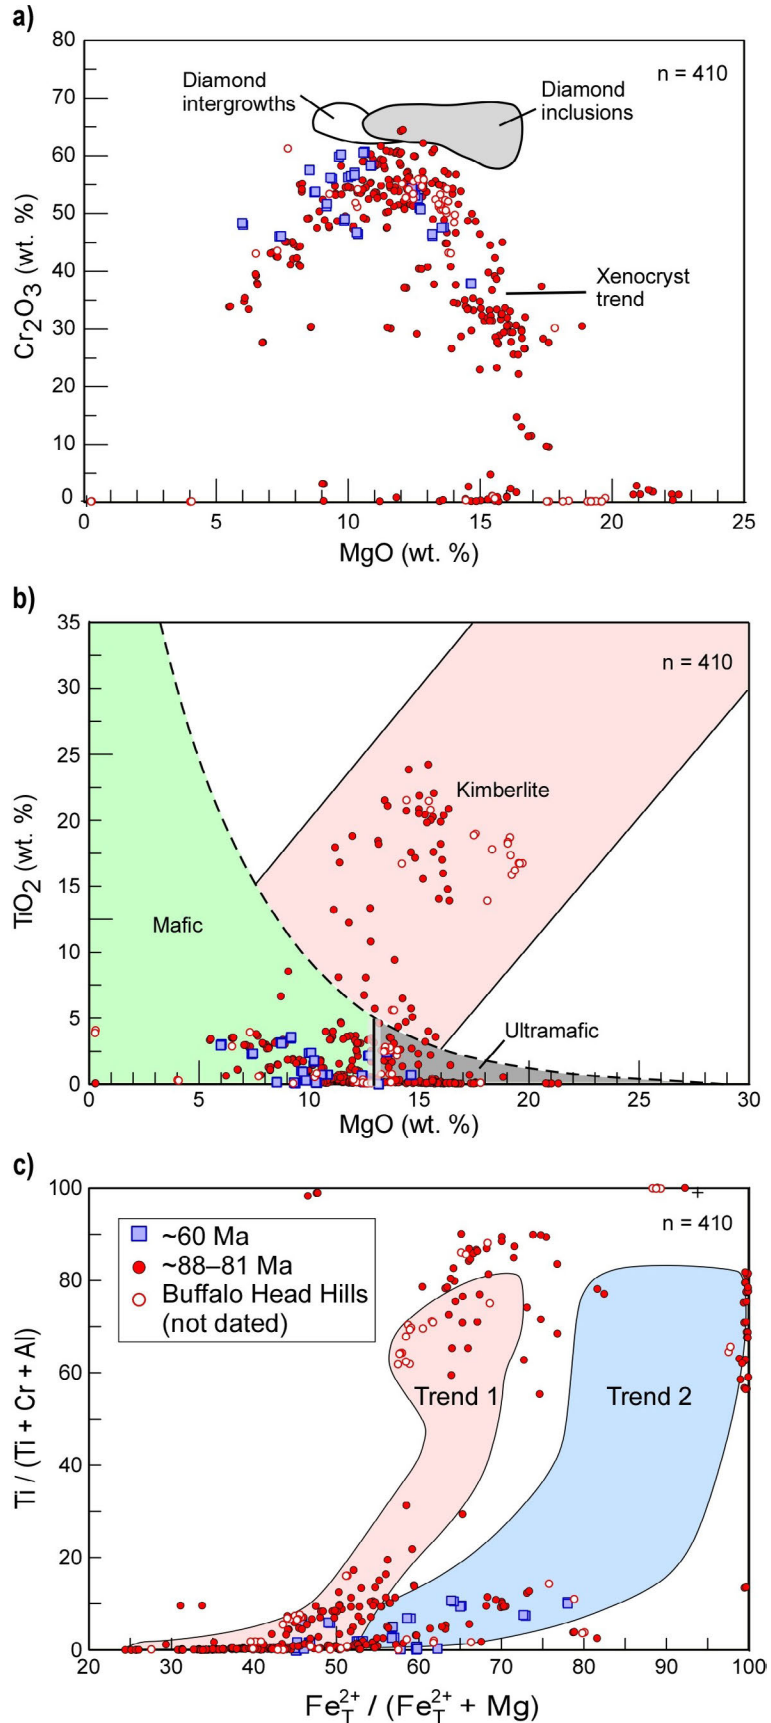 a)
80
70
60
50
40
30
20
10
0
Cr2O3 (wt. %)
n = 410
Diamond
intergrowths
Diamond
inclusions
Xenocryst
trend
0 5 10 15 20 25
MgO (wt. %)
b)
35
30
25
20
15
10
5
0
TiO2 (wt. %)
n = 410
Kimberlite
Mafic
Ultramafic
0 5 10 15 20 25 30
MgO (wt. %)
c)
100
80
60
40
20
0
Ti / (Ti + Cr + Al)
n = 410
~60 Ma
~88–81 Ma
Buffalo Head Hills
(not dated)
Trend 1
Trend 2
20 30 40 50 60 70 80 90 100
Fe2+T / (Fe2+T + Mg)